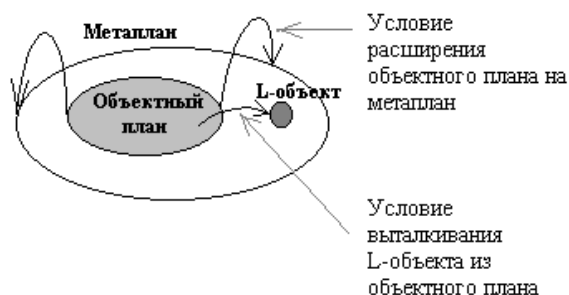 Метаплан
Объектный
план
L-объект
Условие
расширения
объектного плана на
метаплан
Условие
выталкивания
L-объекта из
объектного плана